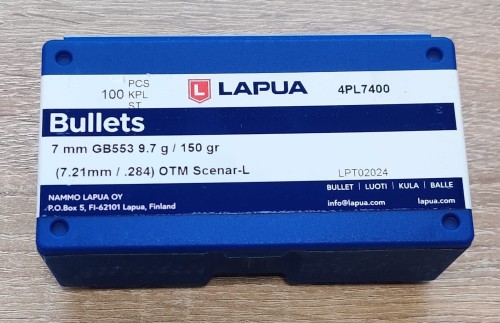 100 PCS KPL ST
LAPUA
4PL7400
Bullets
7 mm GB553 9.7 g / 150 gr
(7.21mm / .284) OTM Scenar-L
LPT02024
BULLET | LUOTI | KULA | BALLE
NAMMO LAPUA OY
P.O.Box 5, FI-62101 Lapua, Finland
info@lapua.com
lapua.com